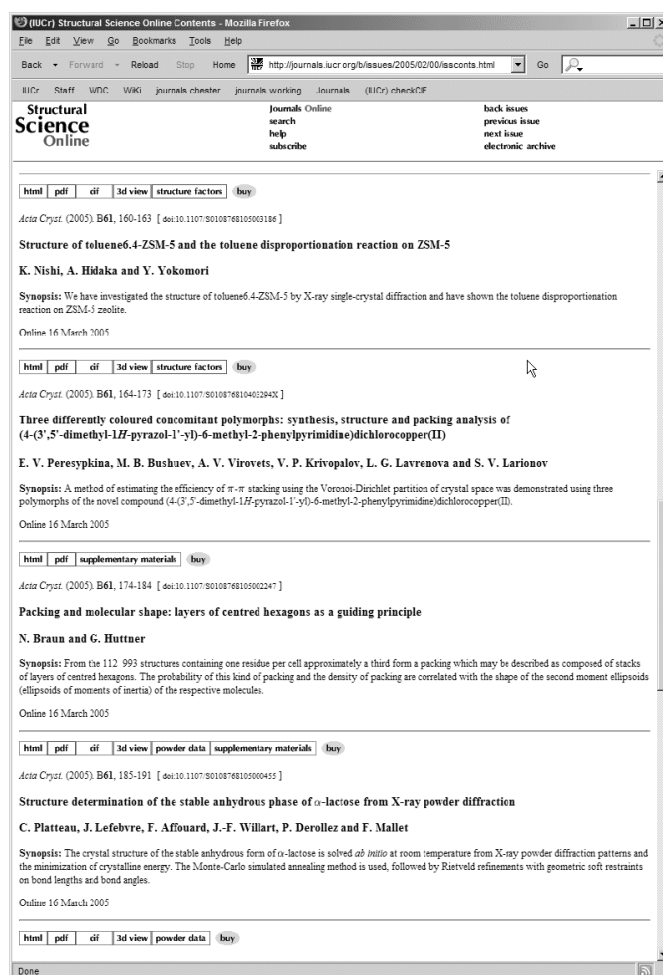 (IUCr) Structural Science Online Contents - Mozilla Firefox
File Edit View Go Bookmarks Tools Help
Back Forward Reload Stop Home http://journals.iucr.org/b/issues/2005/02/00/issconts.html Go
IUCr Staff WDC WiKi journals.chester journals.working Journals (IUCr) checkCIF
Structural Science Online
Journals Online
search
help
subscribe
back issues
previous issue
next issue
electronic archive
html pdf cif 3d view structure factors buy
Acta Cryst. (2005). B61, 160-163 [ doi:10.1107/S0108768105003186 ]
Structure of toluene6.4-ZSM-5 and the toluene disproportionation reaction on ZSM-5
K. Nishi, A. Hidaka and Y. Yokomori
Synopsis: We have investigated the structure of toluene6.4-ZSM-5 by X-ray single-crystal diffraction and have shown the toluene disproportionation
reaction on ZSM-5 zeolite.
Online 16 March 2005
html pdf cif 3d view structure factors buy
Acta Cryst. (2005). B61, 164-173 [ doi:10.1107/S010876810402294X ]
Three differently coloured concomitant polymorphs: synthesis, structure and packing analysis of
(4-(3',5'-dimethyl-1H-pyrazol-1'-yl)-6-methyl-2-phenylpyrimidine)dichlorocopper(II)
E. V. Peresypkina, M. B. Bushuev, A. V. Virovets, V. P. Krivopalov, L. G. Lavrenova and S. V. Larionov
Synopsis: A method of estimating the efficiency of π-π stacking using the Voronoi-Dirichlet partition of crystal space was demonstrated using three
polymorphs of the novel compound (4-(3',5'-dimethyl-1H-pyrazol-1'-yl)-6-methyl-2-phenylpyrimidine)dichlorocopper(II).
Online 16 March 2005
html pdf supplementary materials buy
Acta Cryst. (2005). B61, 174-184 [ doi:10.1107/S0108768105002247 ]
Packing and molecular shape: layers of centred hexagons as a guiding principle
N. Braun and G. Huttner
Synopsis: From the 112 993 structures containing one residue per cell approximately a third form a packing which may be described as composed of stacks
of layers of centred hexagons. The probability of this kind of packing and the density of packing are correlated with the shape of the second moment ellipsoids
(ellipsoids of moments of inertia) of the respective molecules.
Online 16 March 2005
html pdf cif 3d view powder data supplementary materials buy
Acta Cryst. (2005). B61, 185-191 [ doi:10.1107/S0108768105000455 ]
Structure determination of the stable anhydrous phase of α-lactose from X-ray powder diffraction
C. Platteau, J. Lefebvre, F. Affouard, J.-F. Willart, P. Derollez and F. Mallet
Synopsis: The crystal structure of the stable anhydrous form of α-lactose is solved ab initio at room temperature from X-ray powder diffraction patterns and
the minimization of crystalline energy. The Monte-Carlo simulated annealing method is used, followed by Rietveld refinements with geometric soft restraints
on bond lengths and bond angles.
Online 16 March 2005
html pdf cif 3d view powder data buy
Done